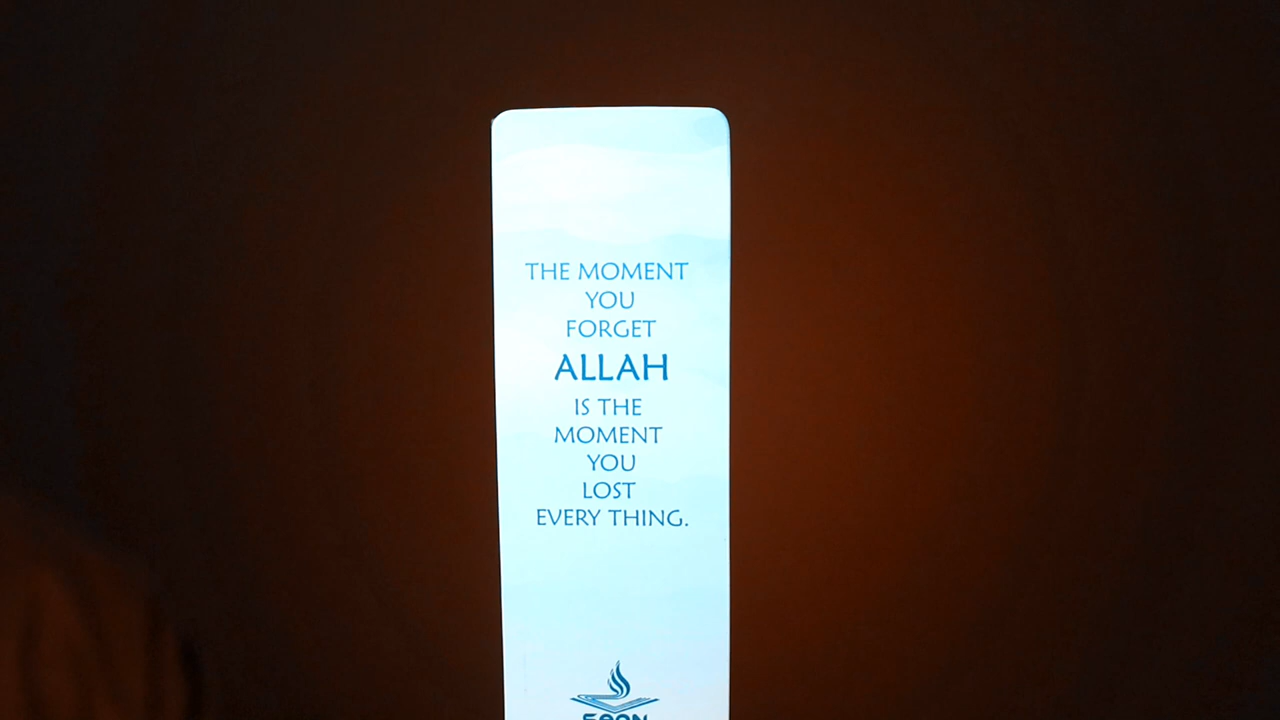 THE MOMENT
YOU
FORGET
ALLAH
IS THE
MOMENT
YOU
LOST
EVERY THING.